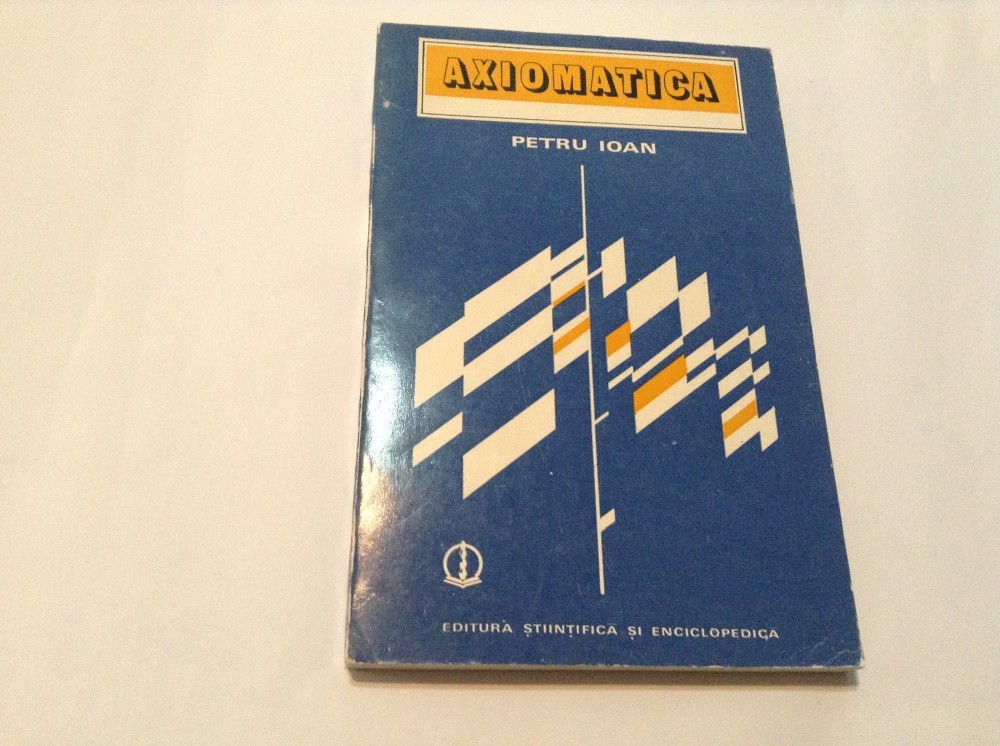 AXIOMATICA
PETRU IOAN
EDITURA ȘTIINȚIFICĂ ȘI ENCICLOPEDICĂ